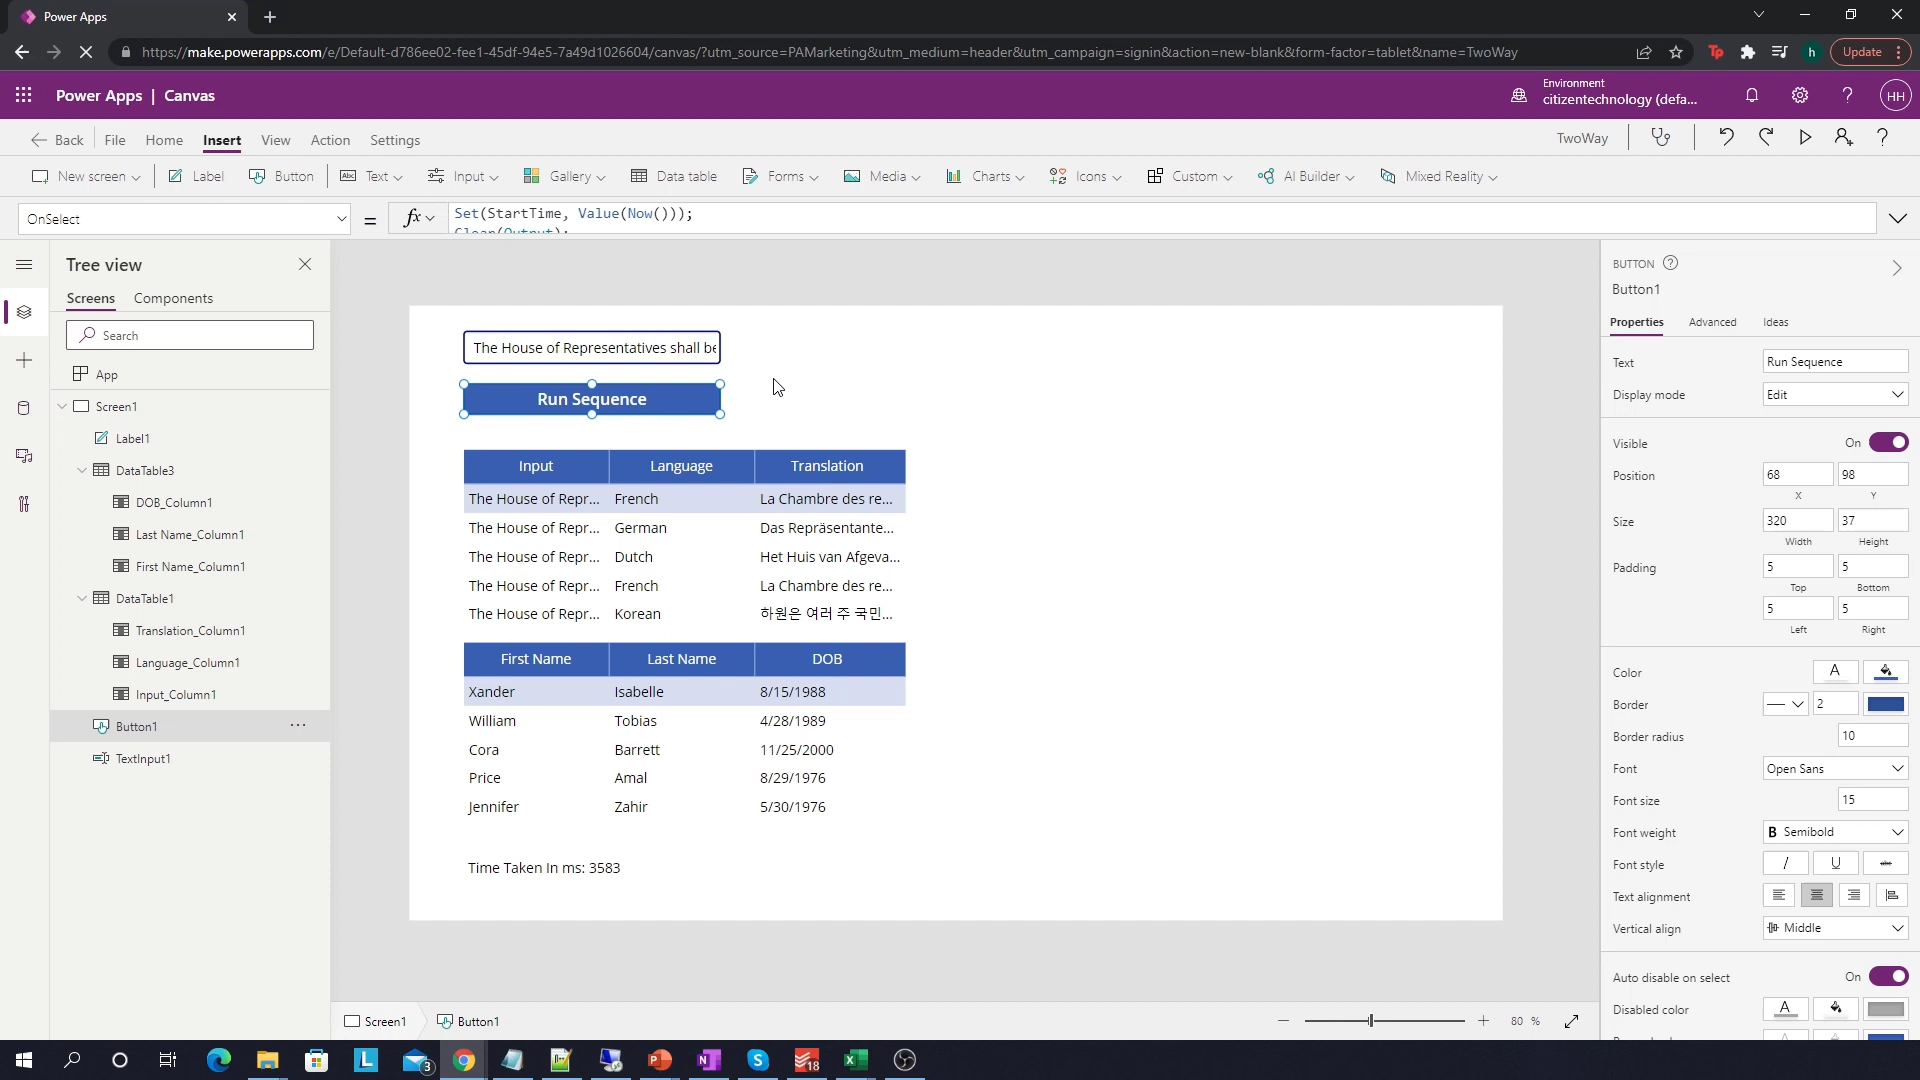 Power Apps
https://make.powerapps.com/e/Default-d786ee02-fee1-45df-94e5-7a49d1026604/canvas/?utm_source=PAMarketing&utm_medium=header&utm_campaign=signin&action=new-blank&form-factor=tablet&name=TwoWay
h
Update
Power Apps | Canvas
Environment
citizentechnology (defa...
HH
Back File Home Insert View Action Settings
TwoWay
New screen Label Button Text Input Gallery Data table Forms Media Charts Icons Custom AI Builder Mixed Reality
OnSelect = fx Set(StartTime, Value(Now()));
Clear(Output);
Tree view
Screens Components
Search
App
Screen1
Label1
DataTable3
DOB_Column1
Last Name_Column1
First Name_Column1
DataTable1
Translation_Column1
Language_Column1
Input_Column1
Button1 ...
TextInput1
The House of Representatives shall be
Run Sequence
Input Language Translation
The House of Repr... French La Chambre des re...
The House of Repr... German Das Repräsentante...
The House of Repr... Dutch Het Huis van Afgeva...
The House of Repr... French La Chambre des re...
The House of Repr... Korean 하원은 여러 주 국민...
First Name Last Name DOB
Xander Isabelle 8/15/1988
William Tobias 4/28/1989
Cora Barrett 11/25/2000
Price Amal 8/29/1976
Jennifer Zahir 5/30/1976
Time Taken In ms: 3583
Screen1 Button1
80 %
BUTTON
Button1
Properties Advanced Ideas
Text Run Sequence
Display mode Edit
Visible On
Position 68 98
X Y
Size 320 37
Width Height
Padding 5 5
Top Bottom
5 5
Left Right
Color A
Border 2
Border radius 10
Font Open Sans
Font size 15
Font weight B Semibold
Font style / U
Text alignment
Vertical align Middle
Auto disable on select On
Disabled color A
L 3 P N S 18 X